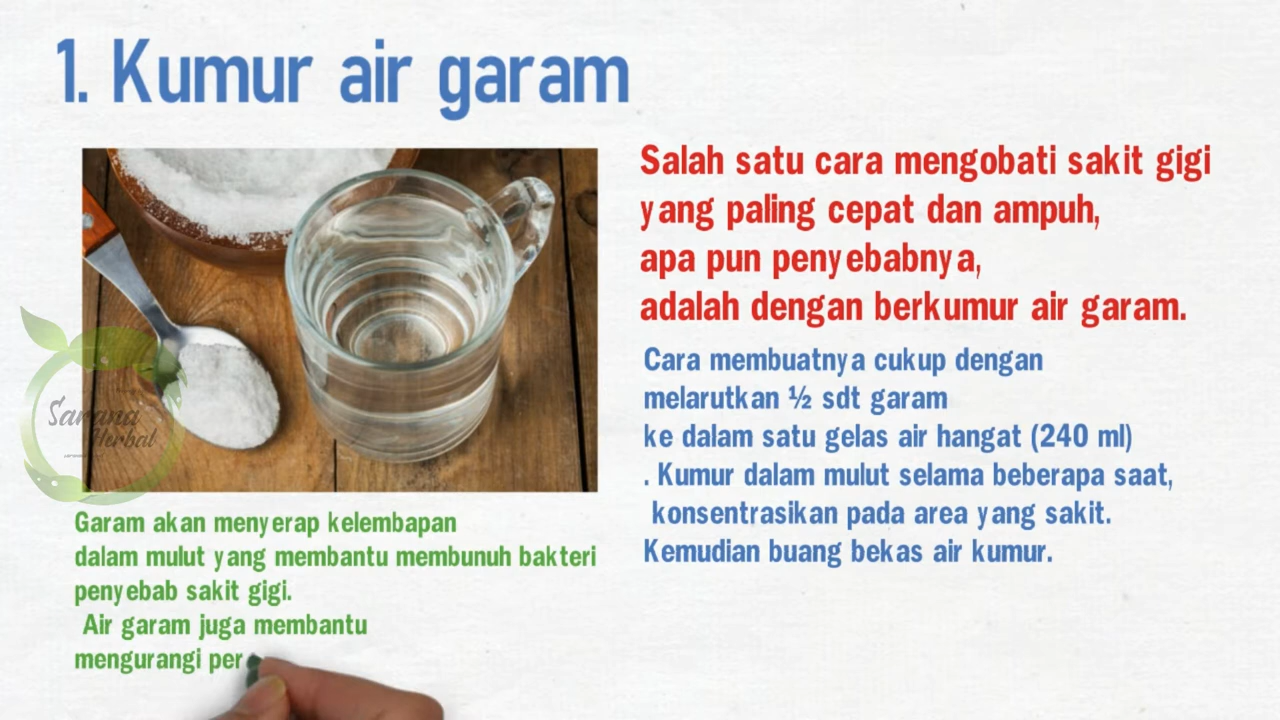 1. Kumur air garam
Salah satu cara mengobati sakit gigi
yang paling cepat dan ampuh,
apa pun penyebabnya,
adalah dengan berkumur air garam.
Cara membuatnya cukup dengan
melarutkan ½ sdt garam
ke dalam satu gelas air hangat (240 ml)
. Kumur dalam mulut selama beberapa saat,
konsentrasikan pada area yang sakit.
Kemudian buang bekas air kumur.
Sarana
Herbal
Garam akan menyerap kelembapan
dalam mulut yang membantu membunuh bakteri
penyebab sakit gigi.
Air garam juga membantu
mengurangi per